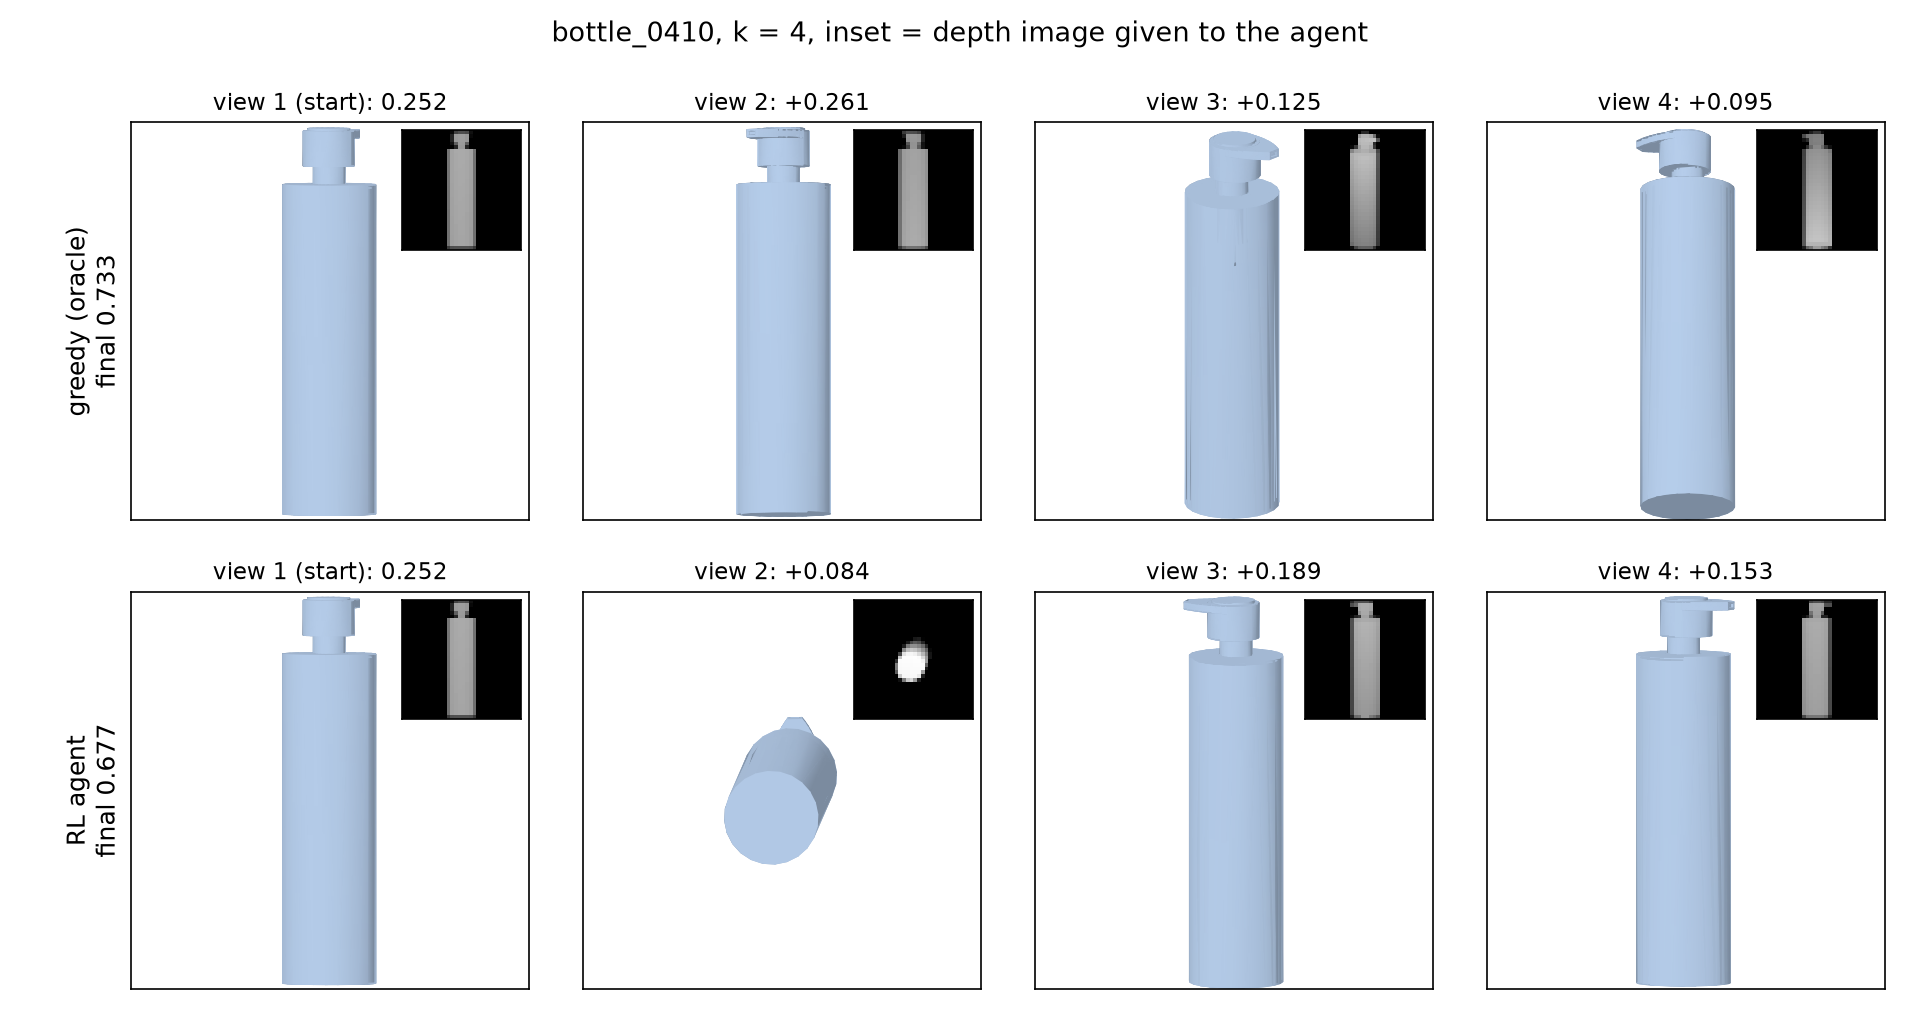 bottle_0410, k = 4, inset = depth image given to the agent
greedy (oracle)
final 0.733
view 1 (start): 0.252
view 2: +0.261
view 3: +0.125
view 4: +0.095
RL agent
final 0.677
view 1 (start): 0.252
view 2: +0.084
view 3: +0.189
view 4: +0.153